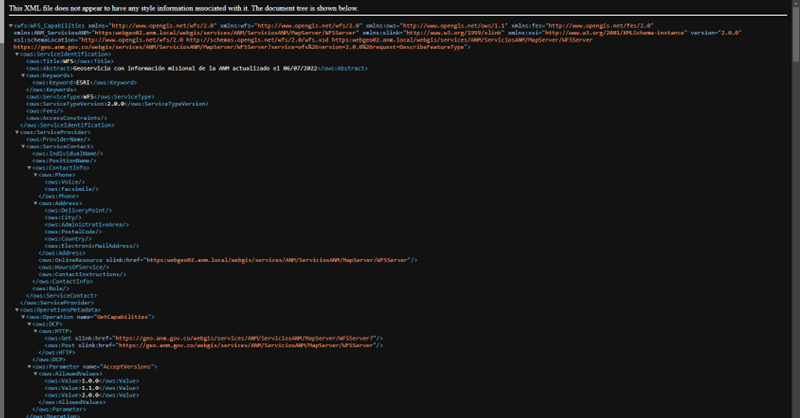 This XML file does not appear to have any style information associated with it. The document tree is shown below.
▼<wfs:WFS_Capabilities xmlns="http://www.opengis.net/wfs/2.0" xmlns:wfs="http://www.opengis.net/wfs/2.0" xmlns:ows="http://www.opengis.net/ows/1.1" xmlns:fes="http://www.opengis.net/fes/2.0"
xmlns:ANM_ServiciosANM="https:webgeo02.anm.local/webgis/services/ANM/ServiciosANM/MapServer/WFSServer" xmlns:xlink="http://www.w3.org/1999/xlink" xmlns:xsi="http://www.w3.org/2001/XMLSchema-instance" version="2.0.0"
xsi:schemaLocation="http://www.opengis.net/wfs/2.0 http://schemas.opengis.net/wfs/2.0/wfs.xsd https:webgeo02.anm.local/webgis/services/ANM/ServiciosANM/MapServer/WFSServer
https://geo.anm.gov.co/webgis/services/ANM/ServiciosANM/MapServer/WFSServer?service=wfs%26version=2.0.0%26request=DescribeFeatureType">
▼<ows:ServiceIdentification>
<ows:Title>WFS</ows:Title>
<ows:Abstract>Geoservicio con información misional de la ANM actualizado el 06/07/2022</ows:Abstract>
▼<ows:Keywords>
<ows:Keyword>ESRI</ows:Keyword>
</ows:Keywords>
<ows:ServiceType>WFS</ows:ServiceType>
<ows:ServiceTypeVersion>2.0.0</ows:ServiceTypeVersion>
<ows:Fees/>
<ows:AccessConstraints/>
</ows:ServiceIdentification>
▼<ows:ServiceProvider>
<ows:ProviderName/>
▼<ows:ServiceContact>
<ows:IndividualName/>
<ows:PositionName/>
▼<ows:ContactInfo>
▼<ows:Phone>
<ows:Voice/>
<ows:Facsimile/>
</ows:Phone>
▼<ows:Address>
<ows:DeliveryPoint/>
<ows:City/>
<ows:AdministrativeArea/>
<ows:PostalCode/>
<ows:Country/>
<ows:ElectronicMailAddress/>
</ows:Address>
<ows:OnlineResource xlink:href="https:webgeo02.anm.local/webgis/services/ANM/ServiciosANM/MapServer/WFSServer"/>
<ows:HoursOfService/>
<ows:ContactInstructions/>
</ows:ContactInfo>
<ows:Role/>
</ows:ServiceContact>
</ows:ServiceProvider>
▼<ows:OperationsMetadata>
▼<ows:Operation name="GetCapabilities">
▼<ows:DCP>
▼<ows:HTTP>
<ows:Get xlink:href="https://geo.anm.gov.co/webgis/services/ANM/ServiciosANM/MapServer/WFSServer?"/>
<ows:Post xlink:href="https://geo.anm.gov.co/webgis/services/ANM/ServiciosANM/MapServer/WFSServer"/>
</ows:HTTP>
</ows:DCP>
▼<ows:Parameter name="AcceptVersions">
▼<ows:AllowedValues>
<ows:Value>1.0.0</ows:Value>
<ows:Value>1.1.0</ows:Value>
<ows:Value>2.0.0</ows:Value>
</ows:AllowedValues>
</ows:Parameter>
</ows:Operation>